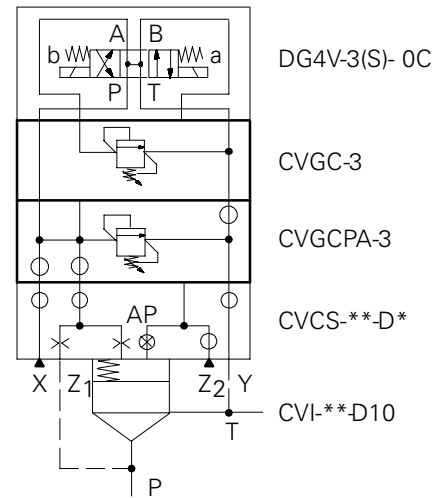 A B
b a
P T
DG4V-3(S)- 0C
CVGC-3
CVGCPA-3
AP
CVCS-**-D*
X Z1 Z2 Y
CVI-**-D10
T
P